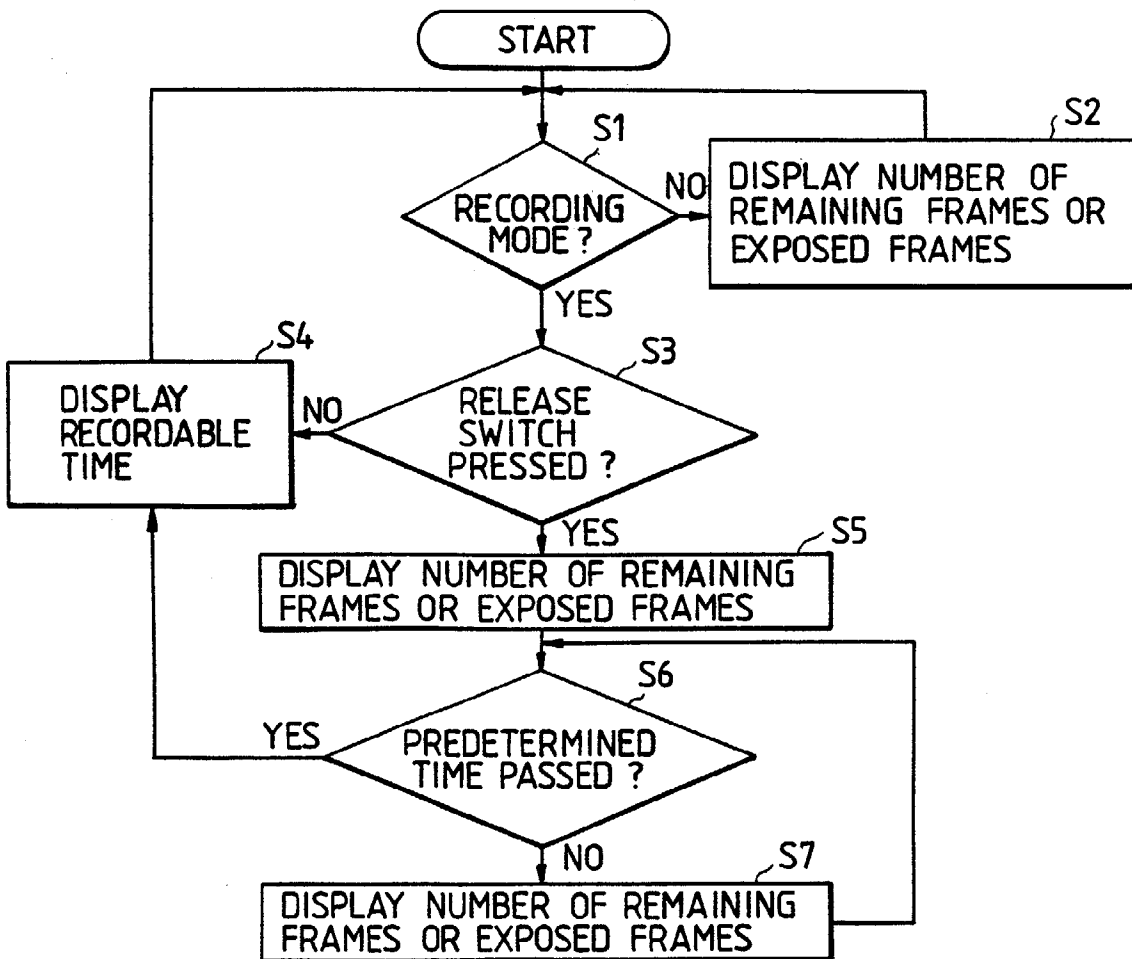 START
S1
S2
RECORDING
MODE?
NO
DISPLAY NUMBER OF
REMAINING FRAMES OR
EXPOSED FRAMES
YES
S4
S3
DISPLAY
RECORDABLE
TIME
NO
RELEASE
SWITCH
PRESSED ?
YES
S5
DISPLAY NUMBER OF REMAINING
FRAMES OR EXPOSED FRAMES
S6
YES
PREDETERMINED
TIME PASSED ?
NO
S7
DISPLAY NUMBER OF REMAINING
FRAMES OR EXPOSED FRAMES